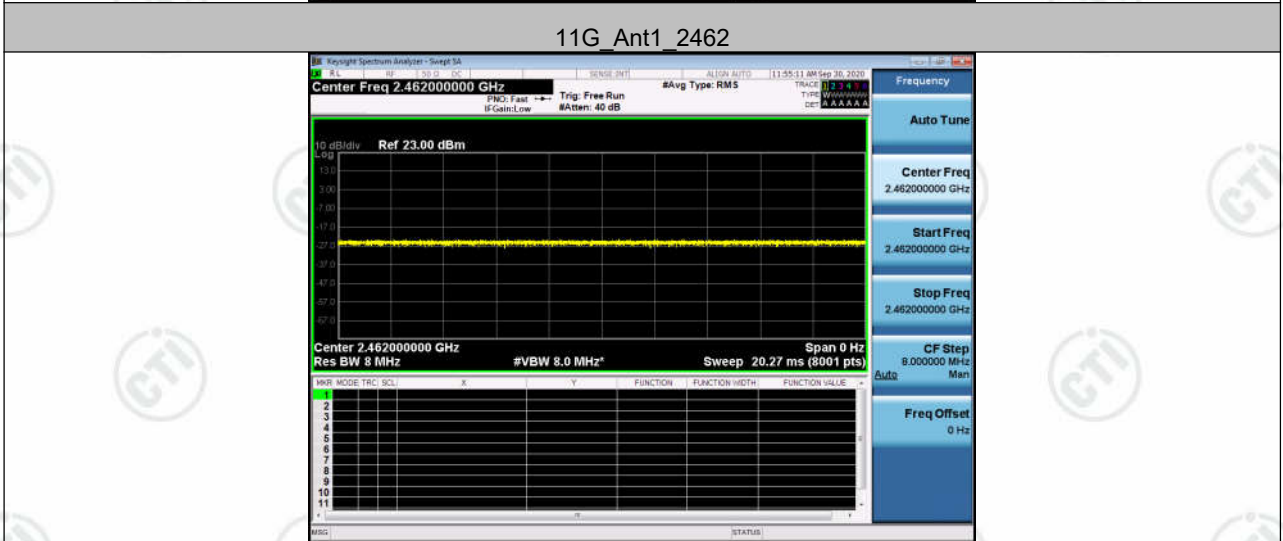 11G_Ant1_2462
Keysight Spectrum Analyzer - Swept SA
RL RF 50 Ω DC SENSE:INT ALIGN AUTO 11:55:11 AM Sep 30, 2020
Center Freq 2.462000000 GHz #Avg Type: RMS TRACE 1 2 3 4 5 6
PNO: Fast Trig: Free Run TYPE
IFGain:Low #Atten: 40 dB DET A A A A A A
Frequency
Auto Tune
10 dB/div Ref 23.00 dBm
Log
13.0
3.00
-7.00
-17.0
-27.0
-37.0
-47.0
-57.0
-67.0
Center Freq
2.462000000 GHz
Start Freq
2.462000000 GHz
Stop Freq
2.462000000 GHz
Center 2.462000000 GHz Span 0 Hz
Res BW 8 MHz #VBW 8.0 MHz* Sweep 20.27 ms (8001 pts)
CF Step
8.000000 MHz
Auto Man
MKR MODE TRC SCL X Y FUNCTION FUNCTION WIDTH FUNCTION VALUE
1
2
3
4
5
6
7
8
9
10
11
Freq Offset
0 Hz
MSG STATUS
CTI
CTI
CTI
CTI
CTI